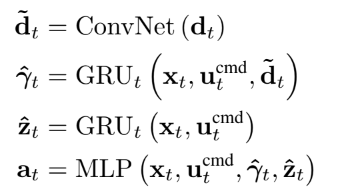 d̃_t = ConvNet (d_t)
γ̂_t = GRU_t (x_t, u_t^cmd, d̃_t)
ẑ_t = GRU_t (x_t, u_t^cmd)
a_t = MLP (x_t, u_t^cmd, γ̂_t, ẑ_t)